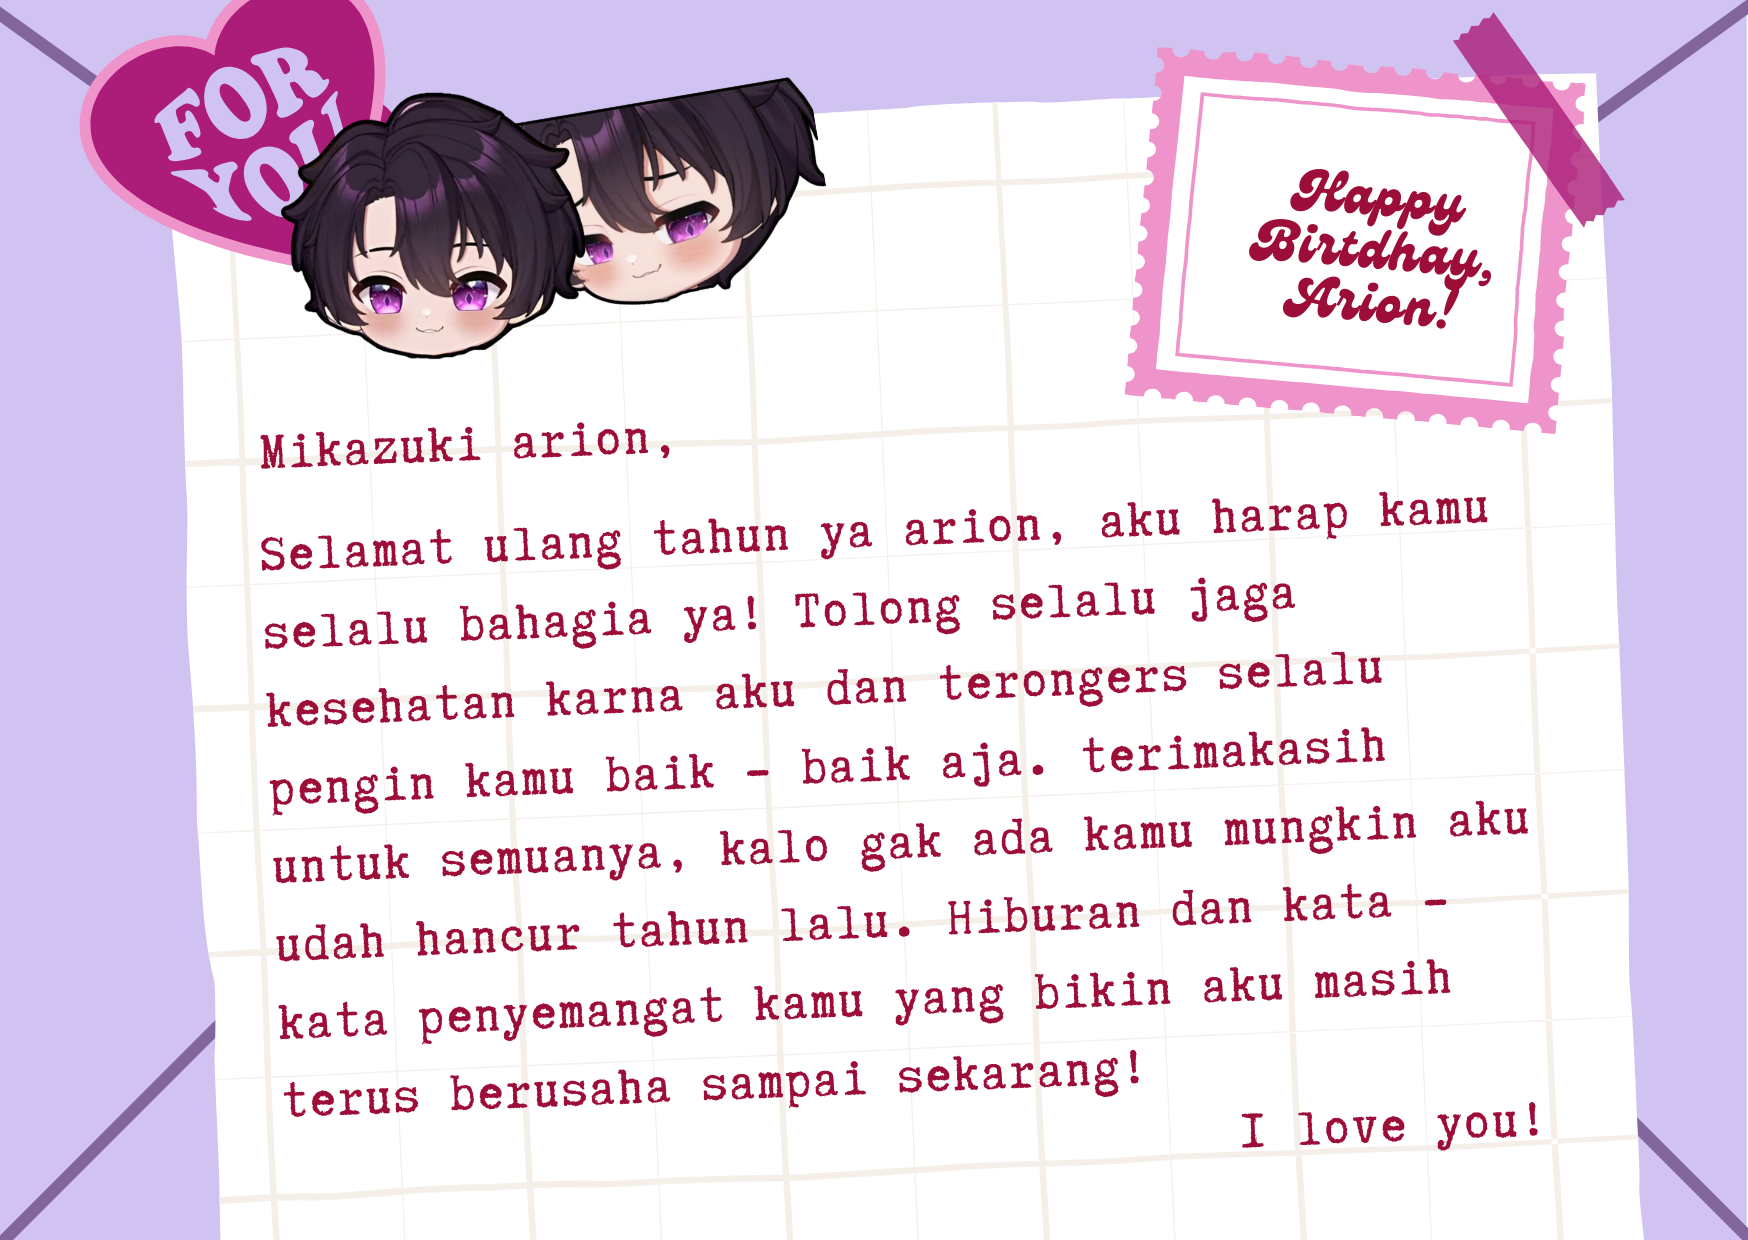 FOR
YOU
Happy
Birtdhay,
Arion!
Mikazuki arion,
Selamat ulang tahun ya arion, aku harap kamu
selalu bahagia ya! Tolong selalu jaga
kesehatan karna aku dan terongers selalu
pengin kamu baik - baik aja. terimakasih
untuk semuanya, kalo gak ada kamu mungkin aku
udah hancur tahun lalu. Hiburan dan kata -
kata penyemangat kamu yang bikin aku masih
terus berusaha sampai sekarang!
I love you!